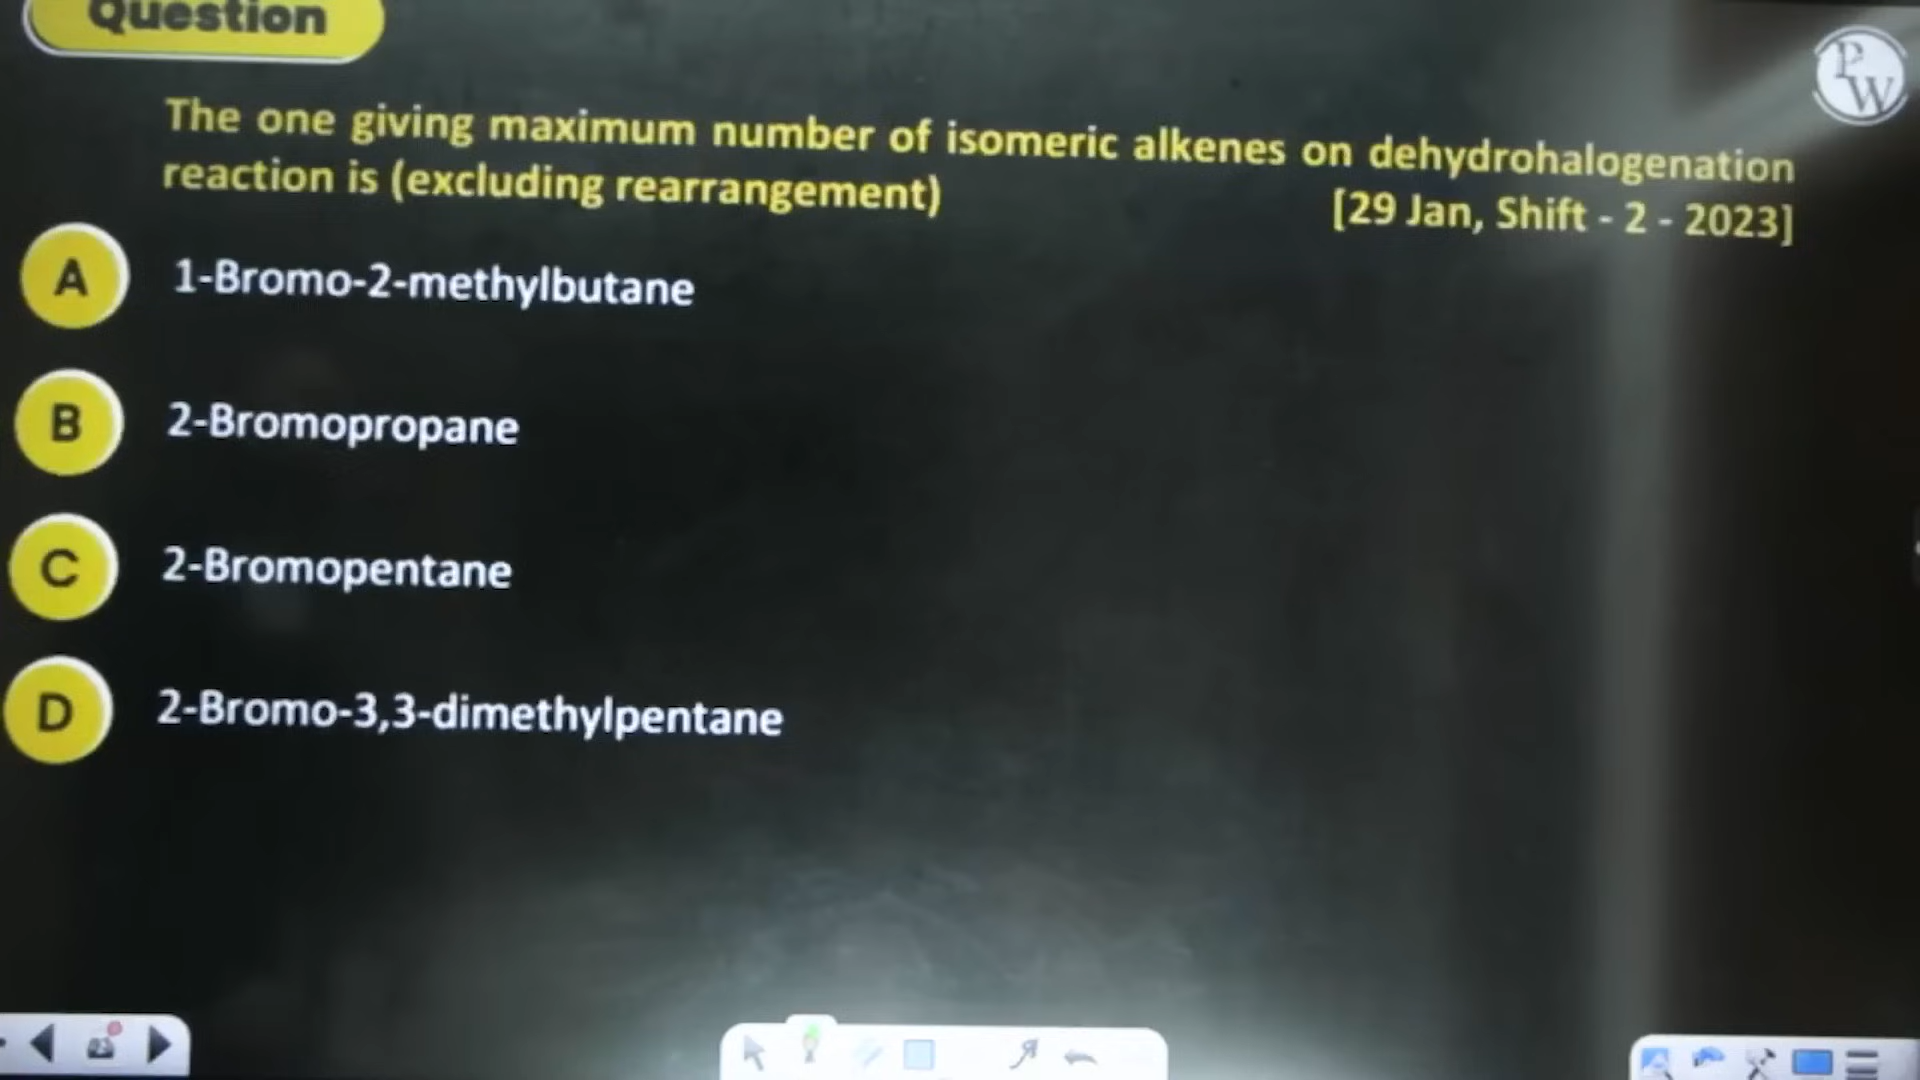 Question
The one giving maximum number of isomeric alkenes on dehydrohalogenation
reaction is (excluding rearrangement)
[29 Jan, Shift - 2 - 2023]
A 1-Bromo-2-methylbutane
B 2-Bromopropane
C 2-Bromopentane
D 2-Bromo-3,3-dimethylpentane
PW